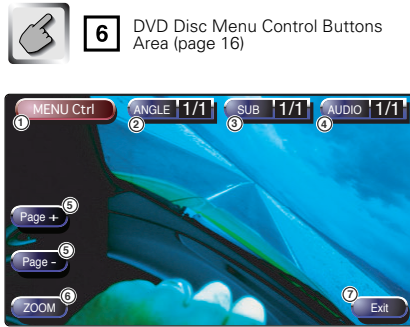 6 DVD Disc Menu Control Buttons
Area (page 16)
MENU Ctrl ANGLE 1/1 SUB 1/1 AUDIO 1/1
1 2 3 4
5
Page +
5
Page -
6 7
ZOOM Exit